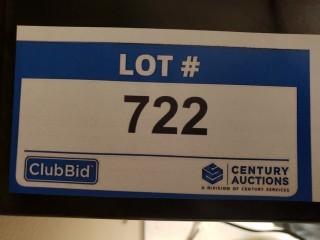 LOT #
722
ClubBid
CENTURY
AUCTIONS
A DIVISION OF CENTURY SERVICES